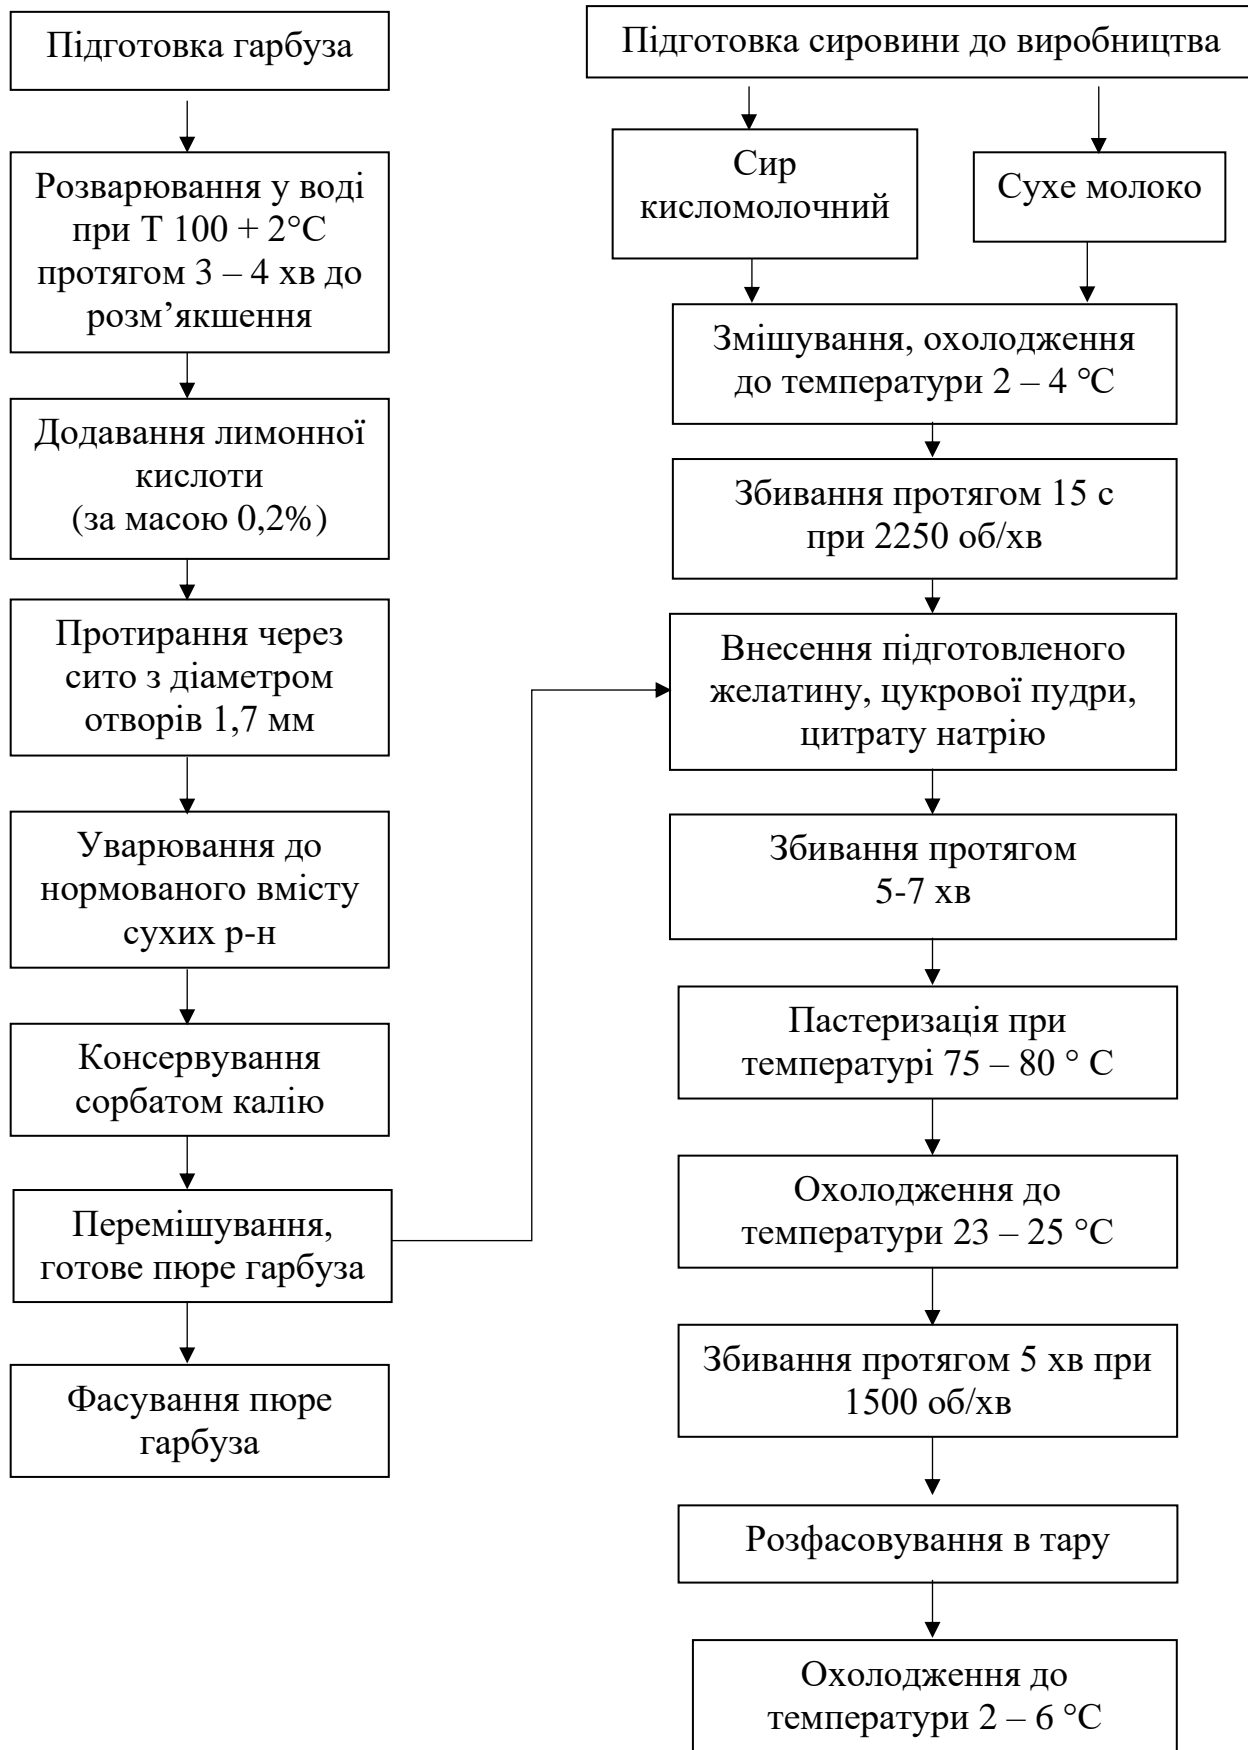 Підготовка гарбуза
Розварювання у воді
при Т 100 + 2°С
протягом 3 – 4 хв до
розм’якшення
Додавання лимонної
кислоти
(за масою 0,2%)
Протирання через
сито з діаметром
отворів 1,7 мм
Уварювання до
нормованого вмісту
сухих р-н
Консервування
сорбатом калію
Перемішування,
готове пюре гарбуза
Фасування пюре
гарбуза
Підготовка сировини до виробництва
Сир
кисломолочний
Сухе молоко
Змішування, охолодження
до температури 2 – 4 °С
Збивання протягом 15 с
при 2250 об/хв
Внесення підготовленого
желатину, цукрової пудри,
цитрату натрію
Збивання протягом
5-7 хв
Пастеризація при
температурі 75 – 80 ° С
Охолодження до
температури 23 – 25 °С
Збивання протягом 5 хв при
1500 об/хв
Розфасовування в тару
Охолодження до
температури 2 – 6 °С